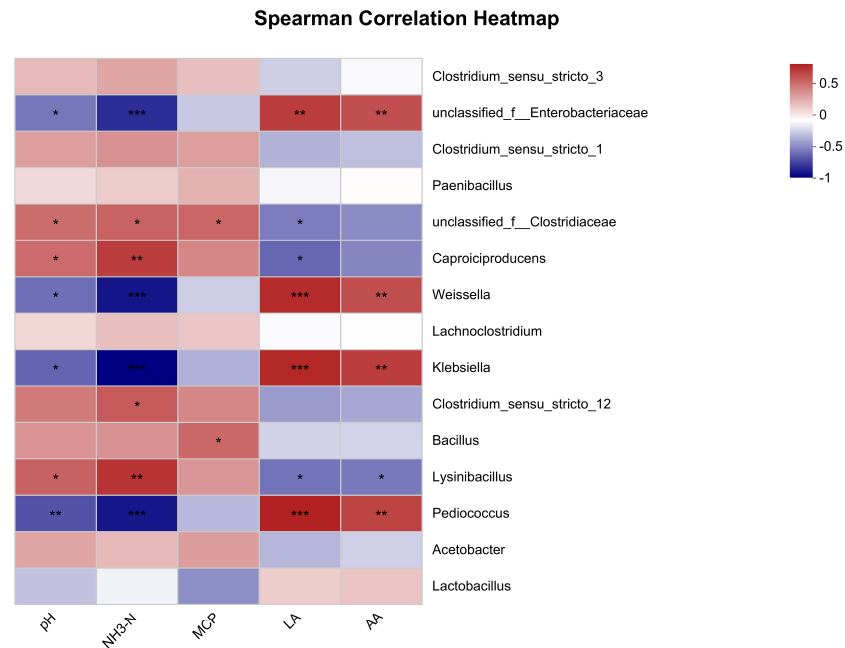 Spearman Correlation Heatmap
Clostridium_sensu_stricto_3
* *** ** ** unclassified_f__Enterobacteriaceae
Clostridium_sensu_stricto_1
Paenibacillus
* * * * unclassified_f__Clostridiaceae
* ** * Caproiciproducens
* *** *** ** Weissella
Lachnoclostridium
* *** *** ** Klebsiella
* Clostridium_sensu_stricto_12
* Bacillus
* ** * * Lysinibacillus
** *** *** ** Pediococcus
Acetobacter
Lactobacillus
pH NH3-N MCP LA AA
0.5
0
-0.5
-1